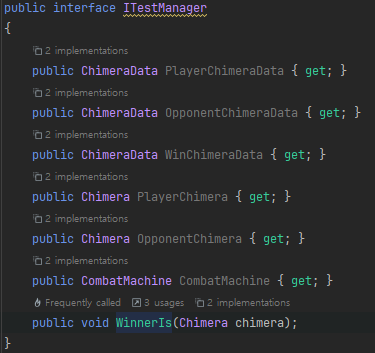 public interface ITestManager
{
2 implementations
public ChimeraData PlayerChimeraData { get; }
2 implementations
public ChimeraData OpponentChimeraData { get; }
2 implementations
public ChimeraData WinChimeraData { get; }
2 implementations
public Chimera PlayerChimera { get; }
2 implementations
public Chimera OpponentChimera { get; }
2 implementations
public CombatMachine CombatMachine { get; }
Frequently called 3 usages 2 implementations
public void WinnerIs(Chimera chimera);
}